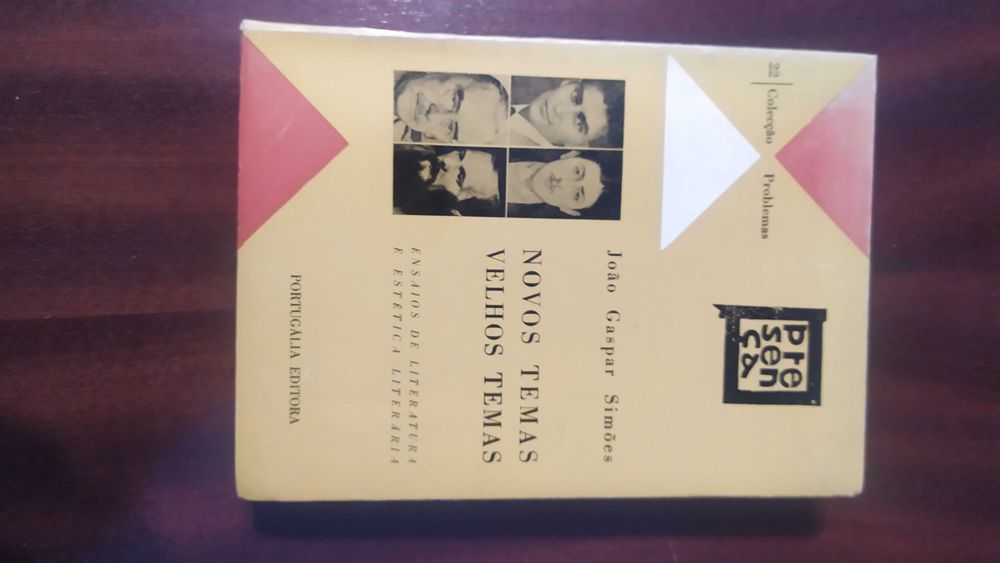 22 | Colecção Problemas
pre
sen
ça
João Gaspar Simões
NOVOS TEMAS
VELHOS TEMAS
ENSAIOS DE LITERATURA
E ESTÉTICA LITERÁRIA
PORTUGÁLIA EDITORA